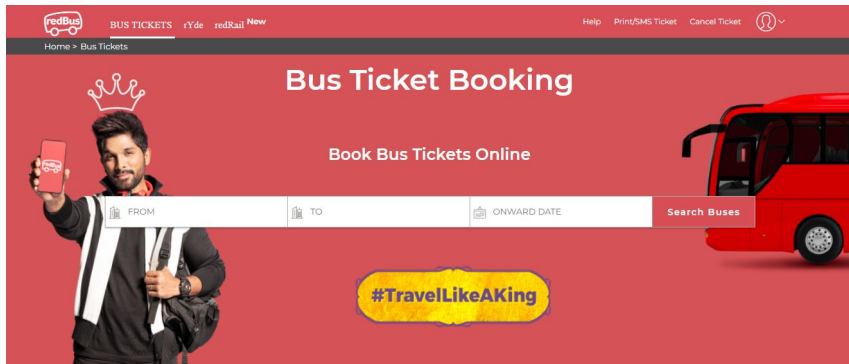 redBus
BUS TICKETS rYde redRail New
Help Print/SMS Ticket Cancel Ticket
Home > Bus Tickets
Bus Ticket Booking
redBus
Book Bus Tickets Online
FROM TO ONWARD DATE Search Buses
#TravelLikeAKing